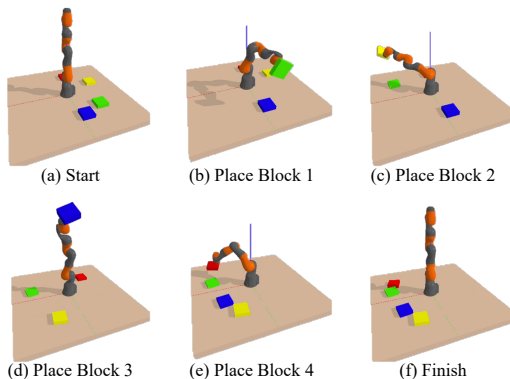 (a) Start
(b) Place Block 1
(c) Place Block 2
(d) Place Block 3
(e) Place Block 4
(f) Finish